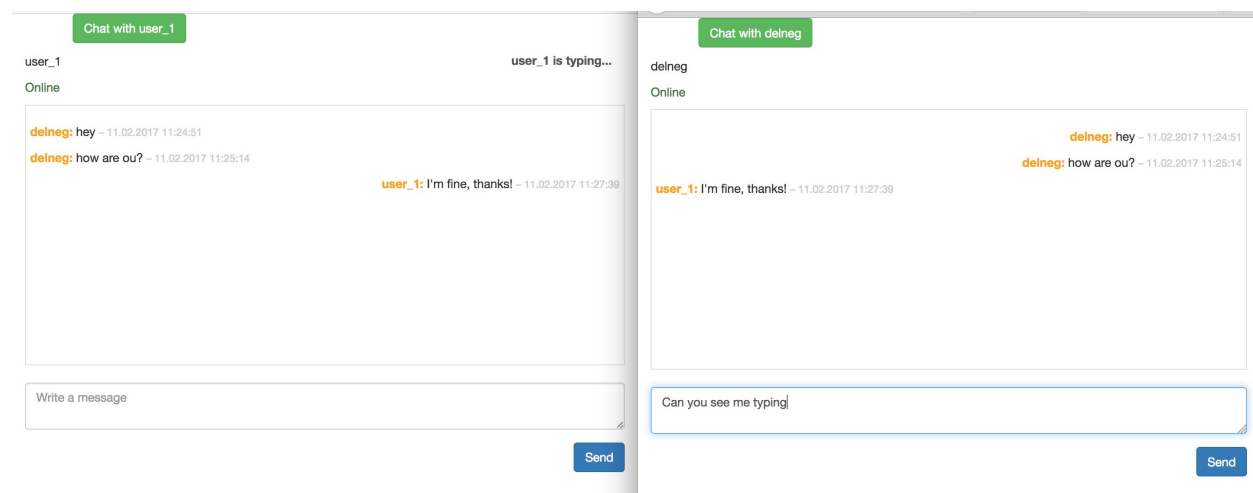 Chat with user_1
user_1
user_1 is typing...
Online
delneg: hey – 11.02.2017 11:24:51
delneg: how are ou? – 11.02.2017 11:25:14
user_1: I'm fine, thanks! – 11.02.2017 11:27:39
Write a message
Send
Chat with delneg
delneg
Online
delneg: hey – 11.02.2017 11:24:51
delneg: how are ou? – 11.02.2017 11:25:14
user_1: I'm fine, thanks! – 11.02.2017 11:27:39
Can you see me typing
Send